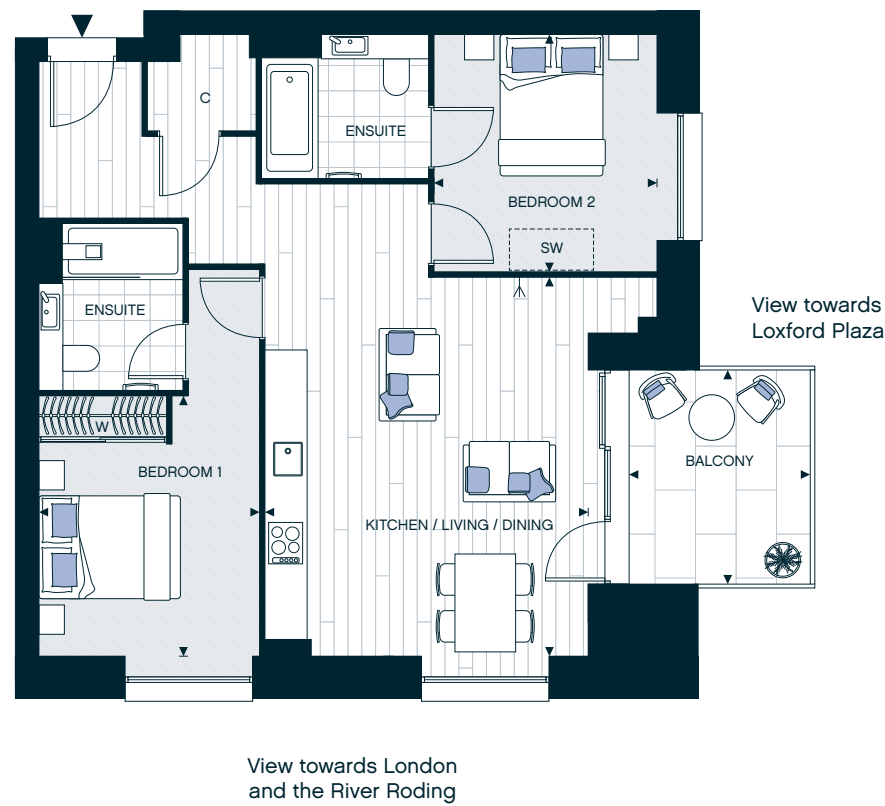 C
ENSUITE
BEDROOM 2
SW
ENSUITE
View towards
Loxford Plaza
W
BEDROOM 1
BALCONY
KITCHEN / LIVING / DINING
View towards London
and the River Roding